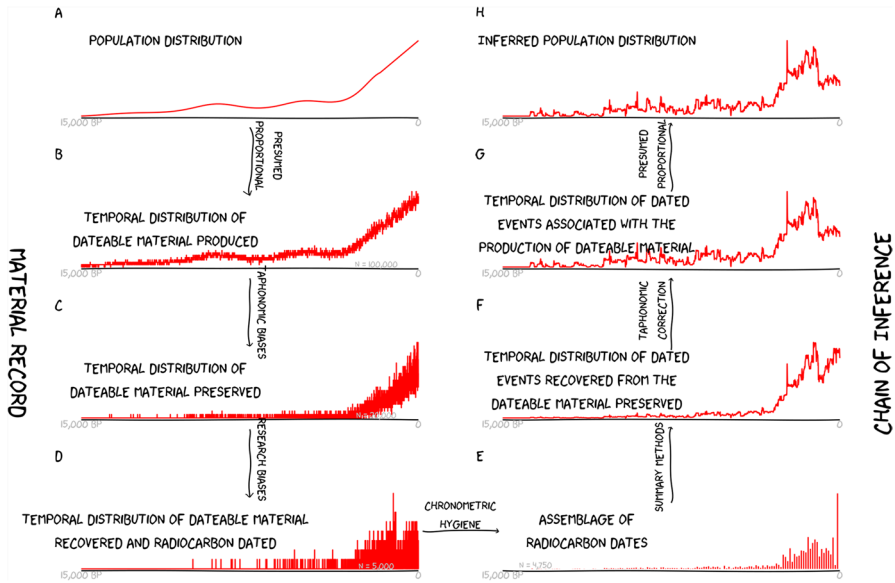 A
POPULATION DISTRIBUTION
15,000 BP
0
PRESUMED
PROPORTIONAL
B
TEMPORAL DISTRIBUTION OF
DATEABLE MATERIAL PRODUCED
N = 100,000
15,000 BP
0
TAPHONOMIC BIASES
C
TEMPORAL DISTRIBUTION OF
DATEABLE MATERIAL PRESERVED
15,000 BP
0
RESEARCH BIASES
D
TEMPORAL DISTRIBUTION OF DATEABLE MATERIAL
RECOVERED AND RADIOCARBON DATED
N = 5,000
15,000 BP
0
MATERIAL RECORD
CHRONOMETRIC
HYGIENE
H
INFERRED POPULATION DISTRIBUTION
15,000 BP
0
PRESUMED
PROPORTIONAL
G
TEMPORAL DISTRIBUTION OF DATED
EVENTS ASSOCIATED WITH THE
PRODUCTION OF DATEABLE MATERIAL
15,000 BP
0
TAPHONOMIC
CORRECTION
F
TEMPORAL DISTRIBUTION OF DATED
EVENTS RECOVERED FROM THE
DATEABLE MATERIAL PRESERVED
15,000 BP
0
SUMMARY METHODS
E
ASSEMBLAGE OF
RADIOCARBON DATES
N = 4,750
15,000 BP
0
CHAIN OF INFERENCE